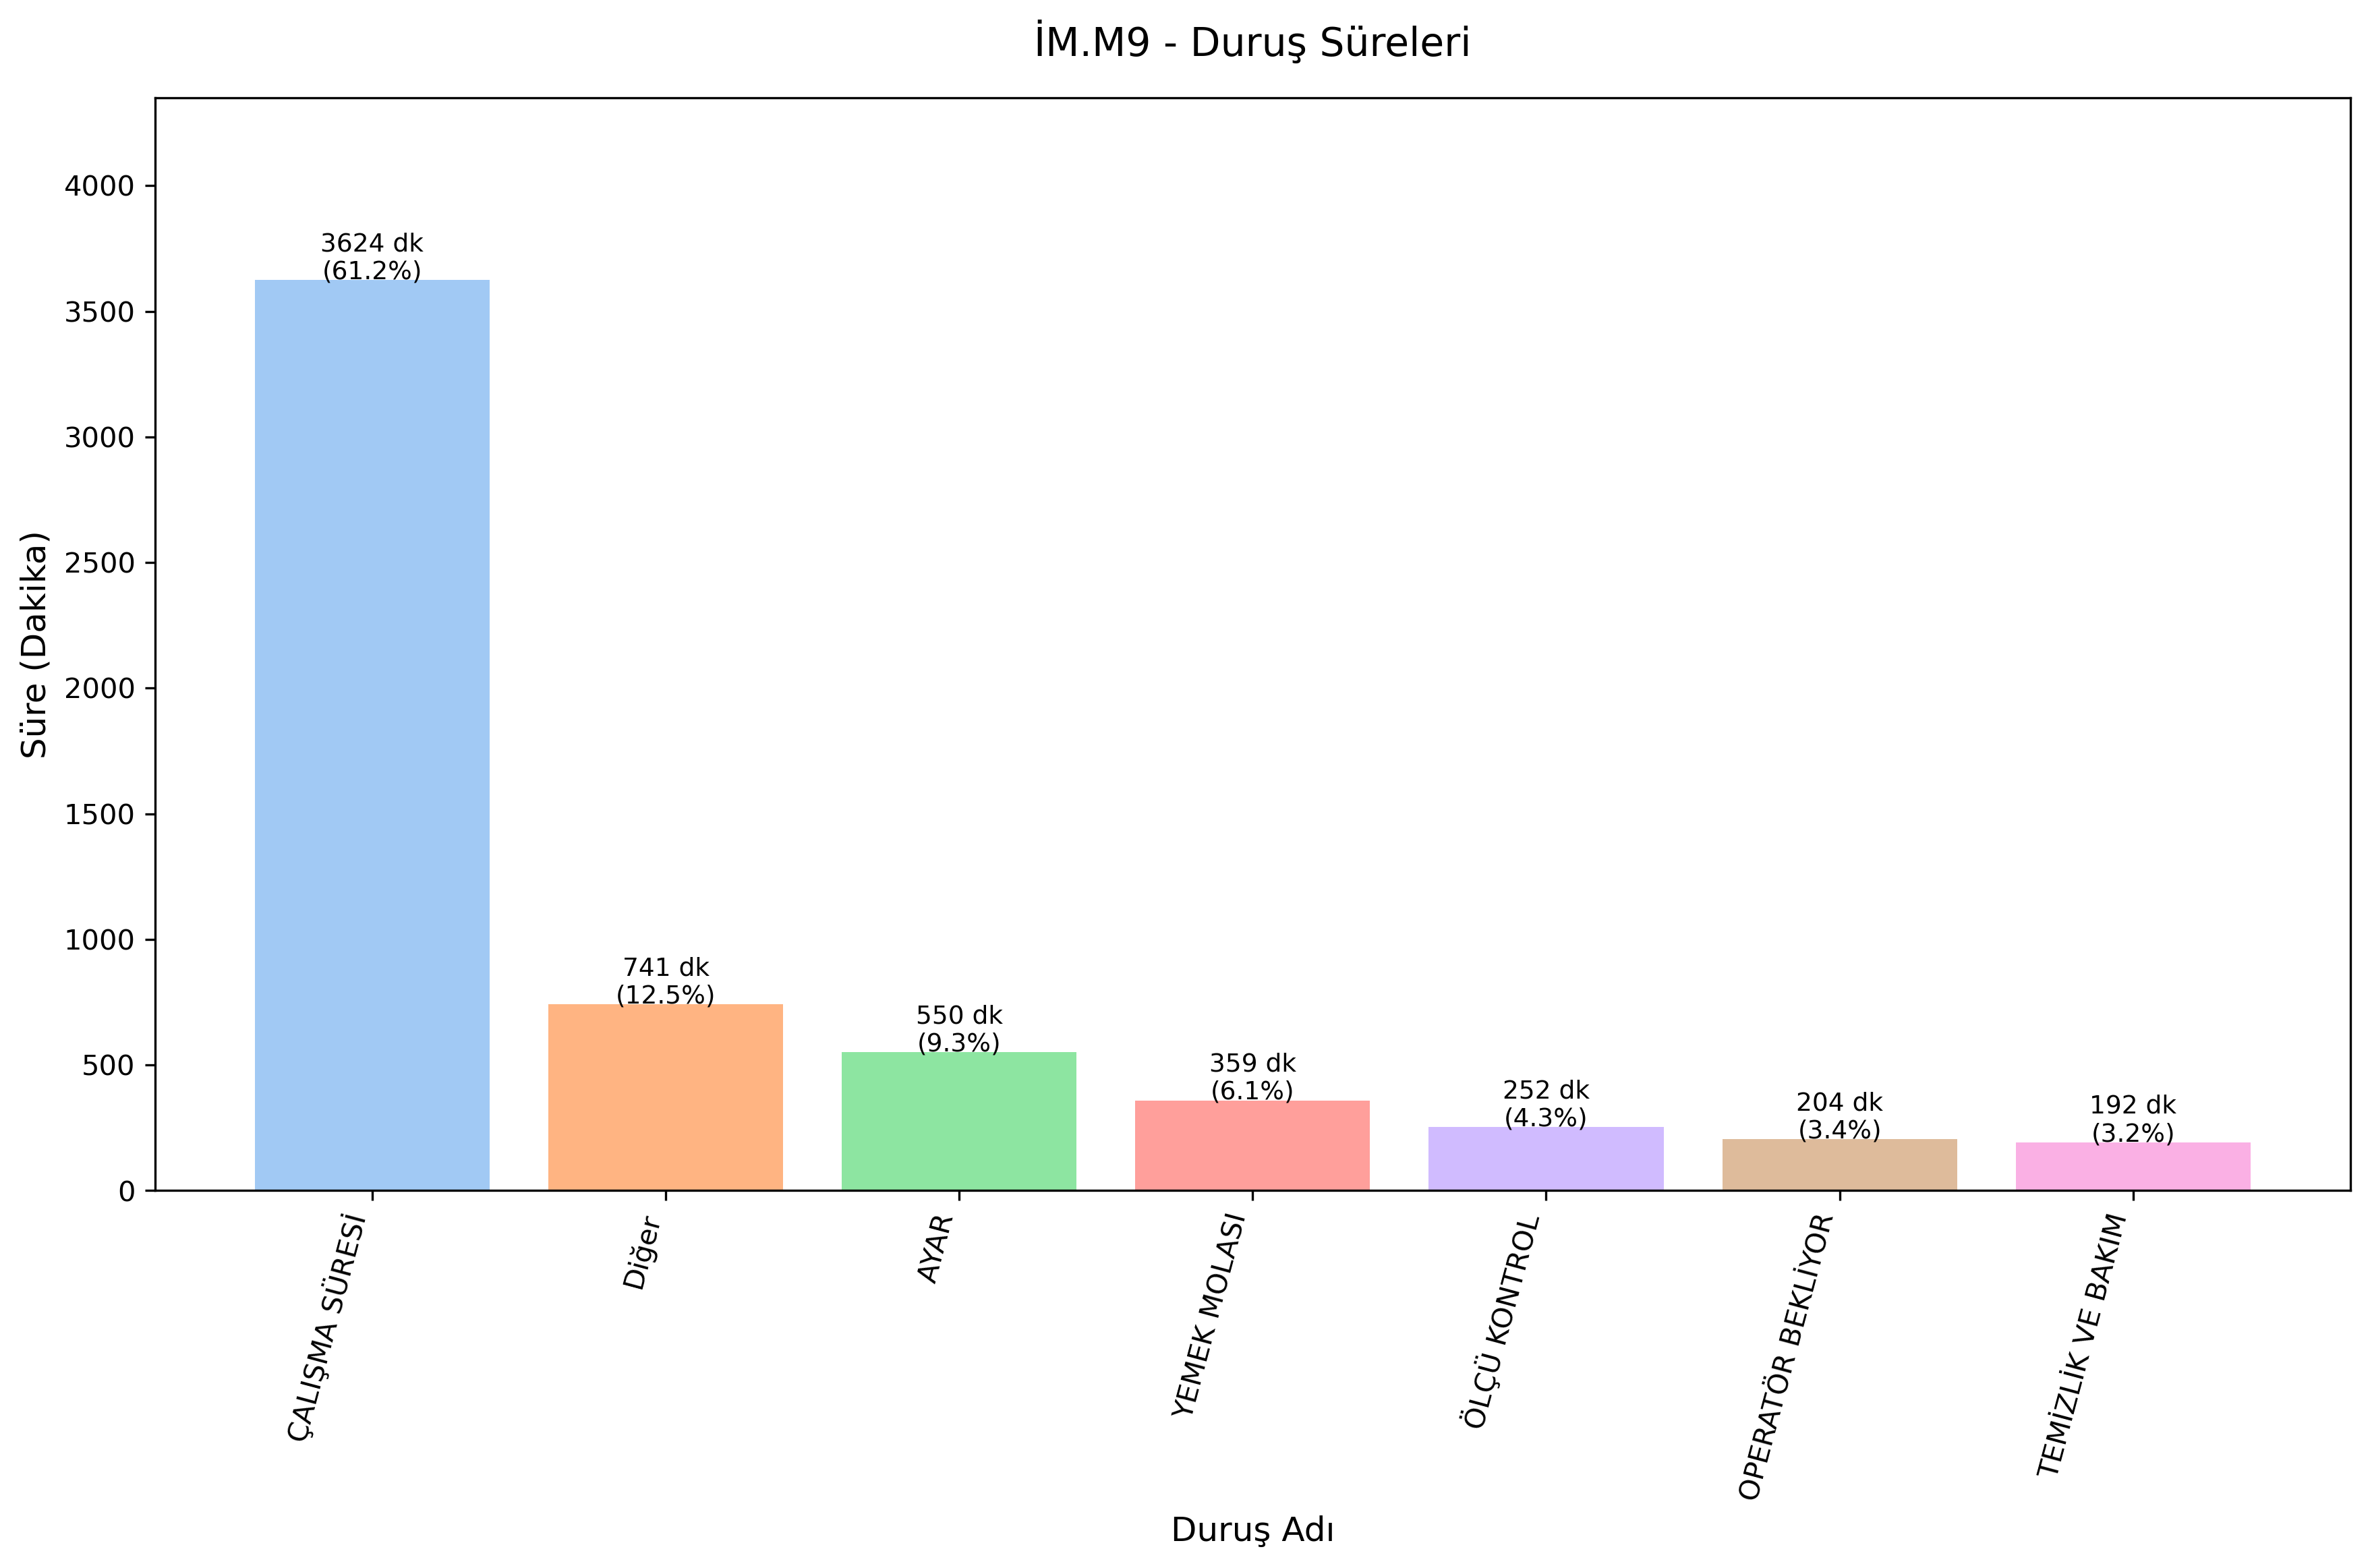 İM.M9 - Duruş Süreleri
Süre (Dakika)
4000
3500
3000
2500
2000
1500
1000
500
0
3624 dk
(61.2%)
741 dk
(12.5%)
550 dk
(9.3%)
359 dk
(6.1%)
252 dk
(4.3%)
204 dk
(3.4%)
192 dk
(3.2%)
ÇALIŞMA SÜRESİ
Diğer
AYAR
YEMEK MOLASI
ÖLÇÜ KONTROL
OPERATÖR BEKLİYOR
TEMİZLİK VE BAKIM
Duruş Adı